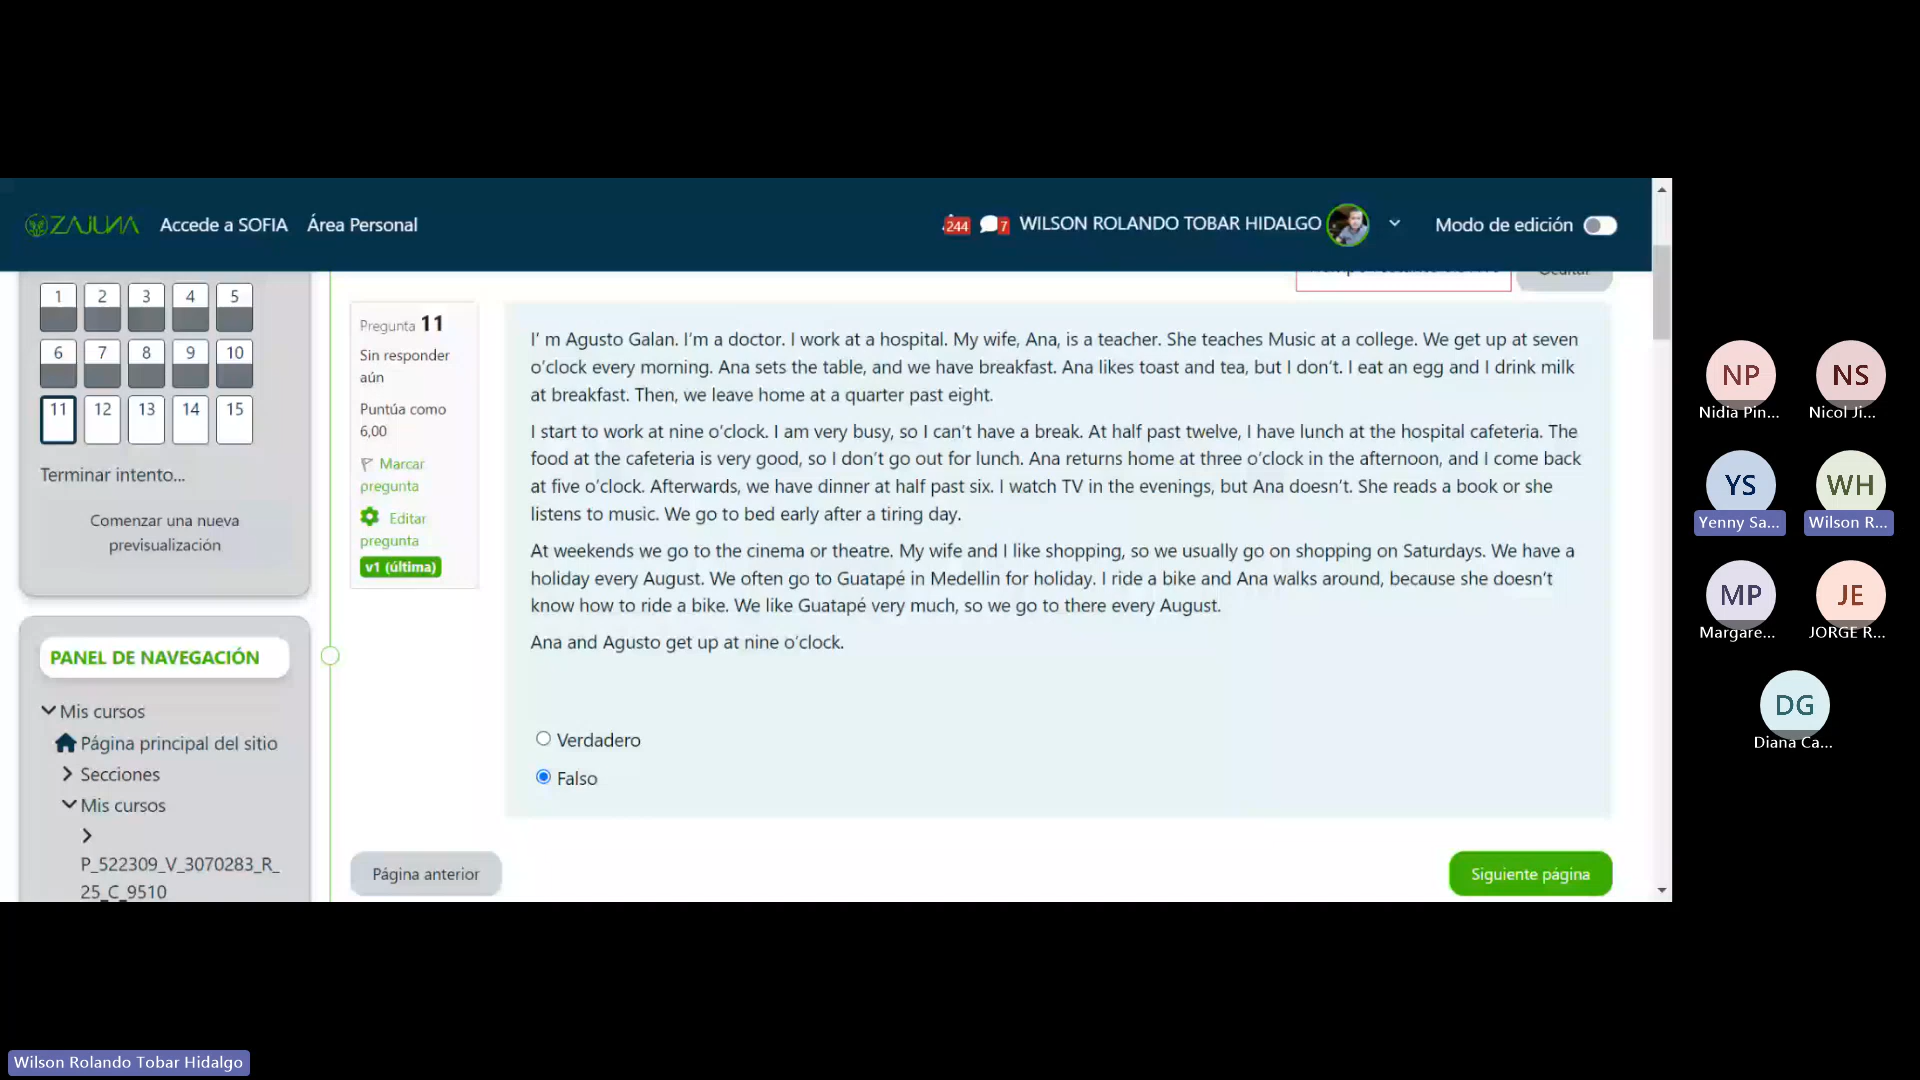 ZAJUNA Accede a SOFIA Área Personal 244 7 WILSON ROLANDO TOBAR HIDALGO Modo de edición
Ocultar
1 2 3 4 5
6 7 8 9 10
11 12 13 14 15
Terminar intento...
Comenzar una nueva
previsualización
PANEL DE NAVEGACIÓN
Mis cursos
Página principal del sitio
Secciones
Mis cursos
P_522309_V_3070283_R_
25_C_9510
Pregunta 11
Sin responder
aún
Puntúa como
6,00
Marcar
pregunta
Editar
pregunta
v1 (última)
I' m Agusto Galan. I'm a doctor. I work at a hospital. My wife, Ana, is a teacher. She teaches Music at a college. We get up at seven
o'clock every morning. Ana sets the table, and we have breakfast. Ana likes toast and tea, but I don't. I eat an egg and I drink milk
at breakfast. Then, we leave home at a quarter past eight.
I start to work at nine o'clock. I am very busy, so I can't have a break. At half past twelve, I have lunch at the hospital cafeteria. The
food at the cafeteria is very good, so I don't go out for lunch. Ana returns home at three o'clock in the afternoon, and I come back
at five o'clock. Afterwards, we have dinner at half past six. I watch TV in the evenings, but Ana doesn't. She reads a book or she
listens to music. We go to bed early after a tiring day.
At weekends we go to the cinema or theatre. My wife and I like shopping, so we usually go on shopping on Saturdays. We have a
holiday every August. We often go to Guatapé in Medellin for holiday. I ride a bike and Ana walks around, because she doesn't
know how to ride a bike. We like Guatapé very much, so we go to there every August.
Ana and Agusto get up at nine o'clock.
Verdadero
Falso
Página anterior
Siguiente página
NP NS
Nidia Pin... Nicol Ji...
YS WH
Yenny Sa... Wilson R...
MP JE
Margare... JORGE R...
DG
Diana Ca...
Wilson Rolando Tobar Hidalgo